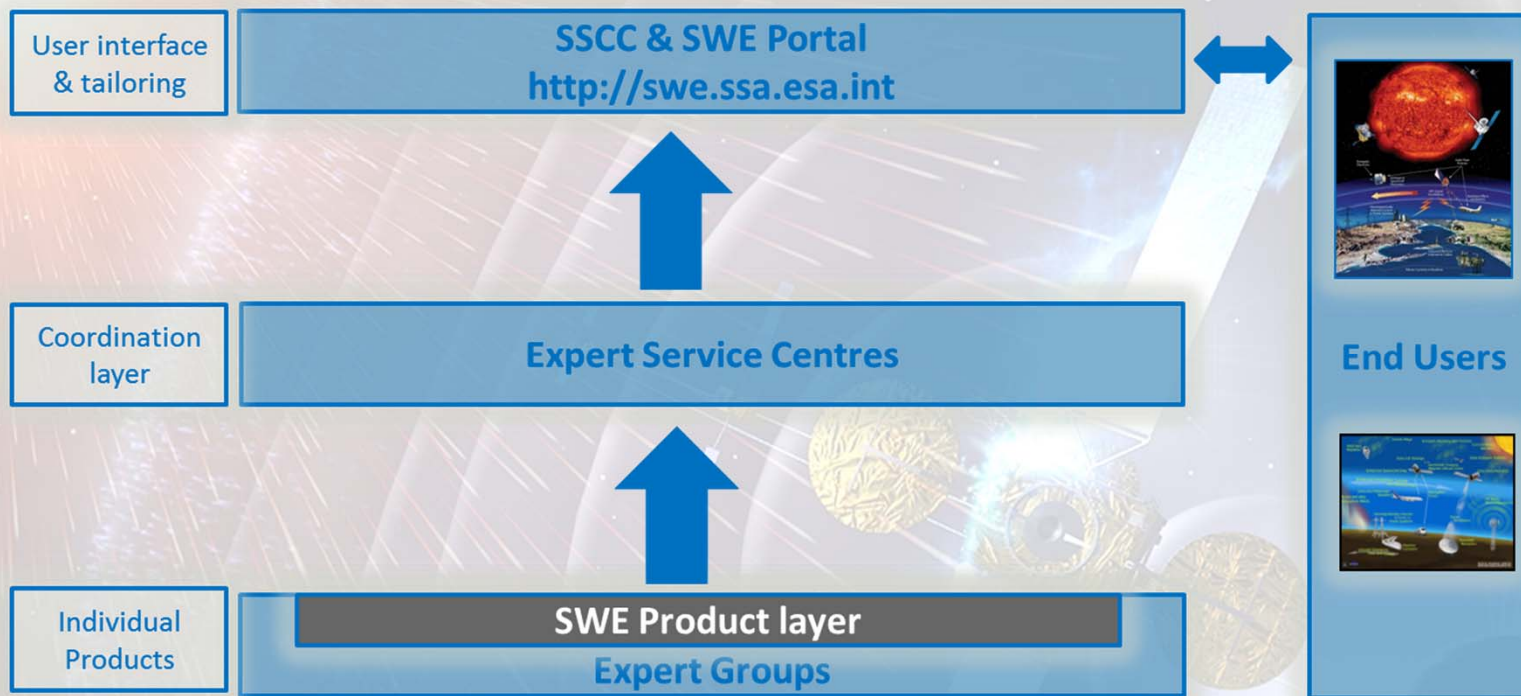 User interface
& tailoring
SSCC & SWE Portal
http://swe.ssa.esa.int
Coordination
layer
Expert Service Centres
End Users
Individual
Products
SWE Product layer
Expert Groups